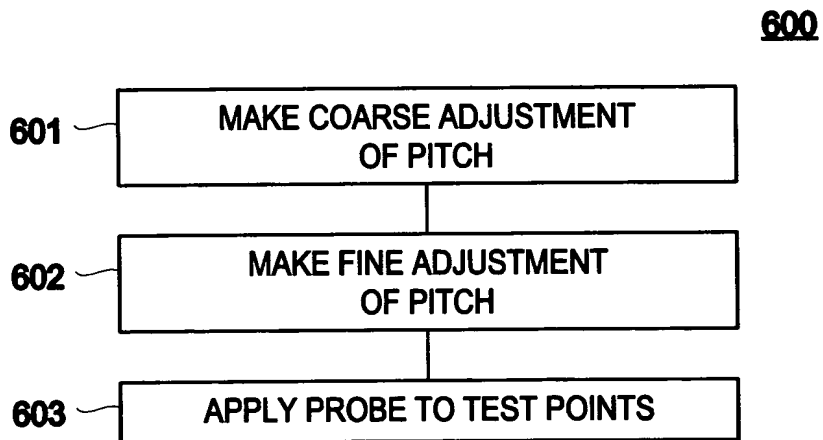 600
601
MAKE COARSE ADJUSTMENT
OF PITCH
602
MAKE FINE ADJUSTMENT
OF PITCH
603
APPLY PROBE TO TEST POINTS